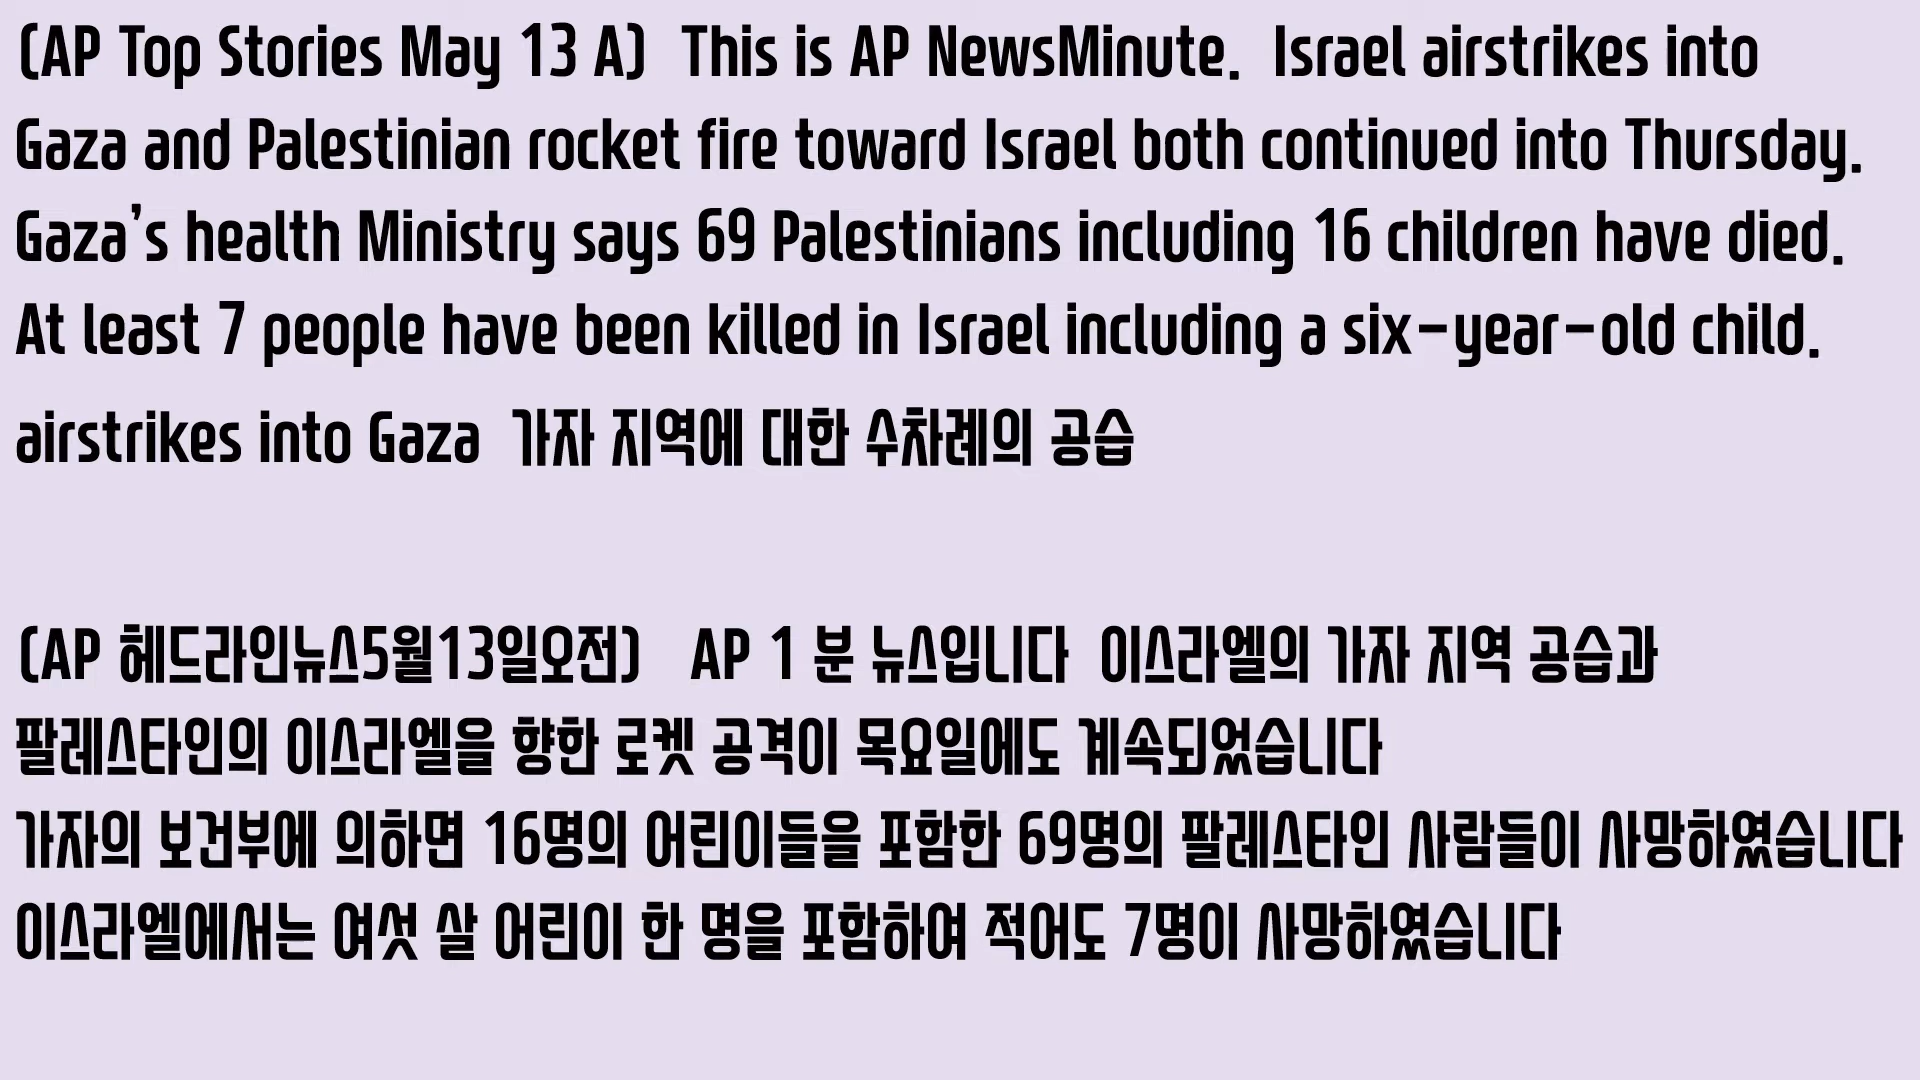 (AP Top Stories May 13 A)  This is AP NewsMinute.  Israel airstrikes into
Gaza and Palestinian rocket fire toward Israel both continued into Thursday.
Gaza's health Ministry says 69 Palestinians including 16 children have died.
At least 7 people have been killed in Israel including a six-year-old child.
airstrikes into Gaza  가자 지역에 대한 수차례의 공습
(AP 헤드라인뉴스5월13일오전)   AP 1 분 뉴스입니다  이스라엘의 가자 지역 공습과
팔레스타인의 이스라엘을 향한 로켓 공격이 목요일에도 계속되었습니다
가자의 보건부에 의하면 16명의 어린이들을 포함한 69명의 팔레스타인 사람들이 사망하였습니다
이스라엘에서는 여섯 살 어린이 한 명을 포함하여 적어도 7명이 사망하였습니다